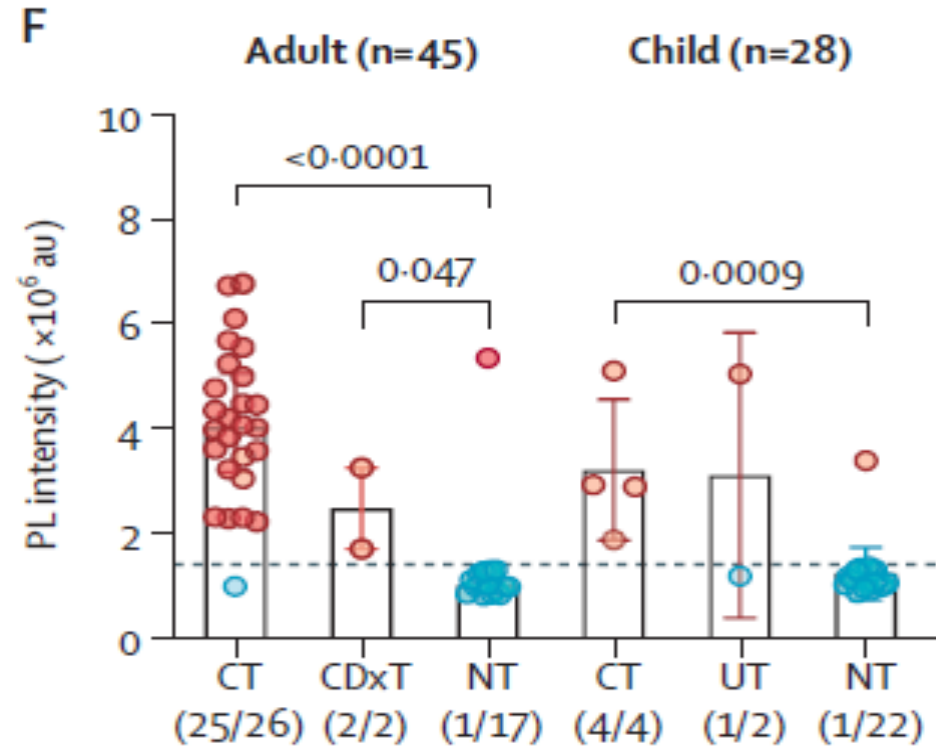 F
Adult (n=45) Child (n=28)
PL intensity (×10⁶ au)
10
8
6
4
2
0
<0·0001
0·047
0·0009
CT CDxT NT CT UT NT
(25/26) (2/2) (1/17) (4/4) (1/2) (1/22)